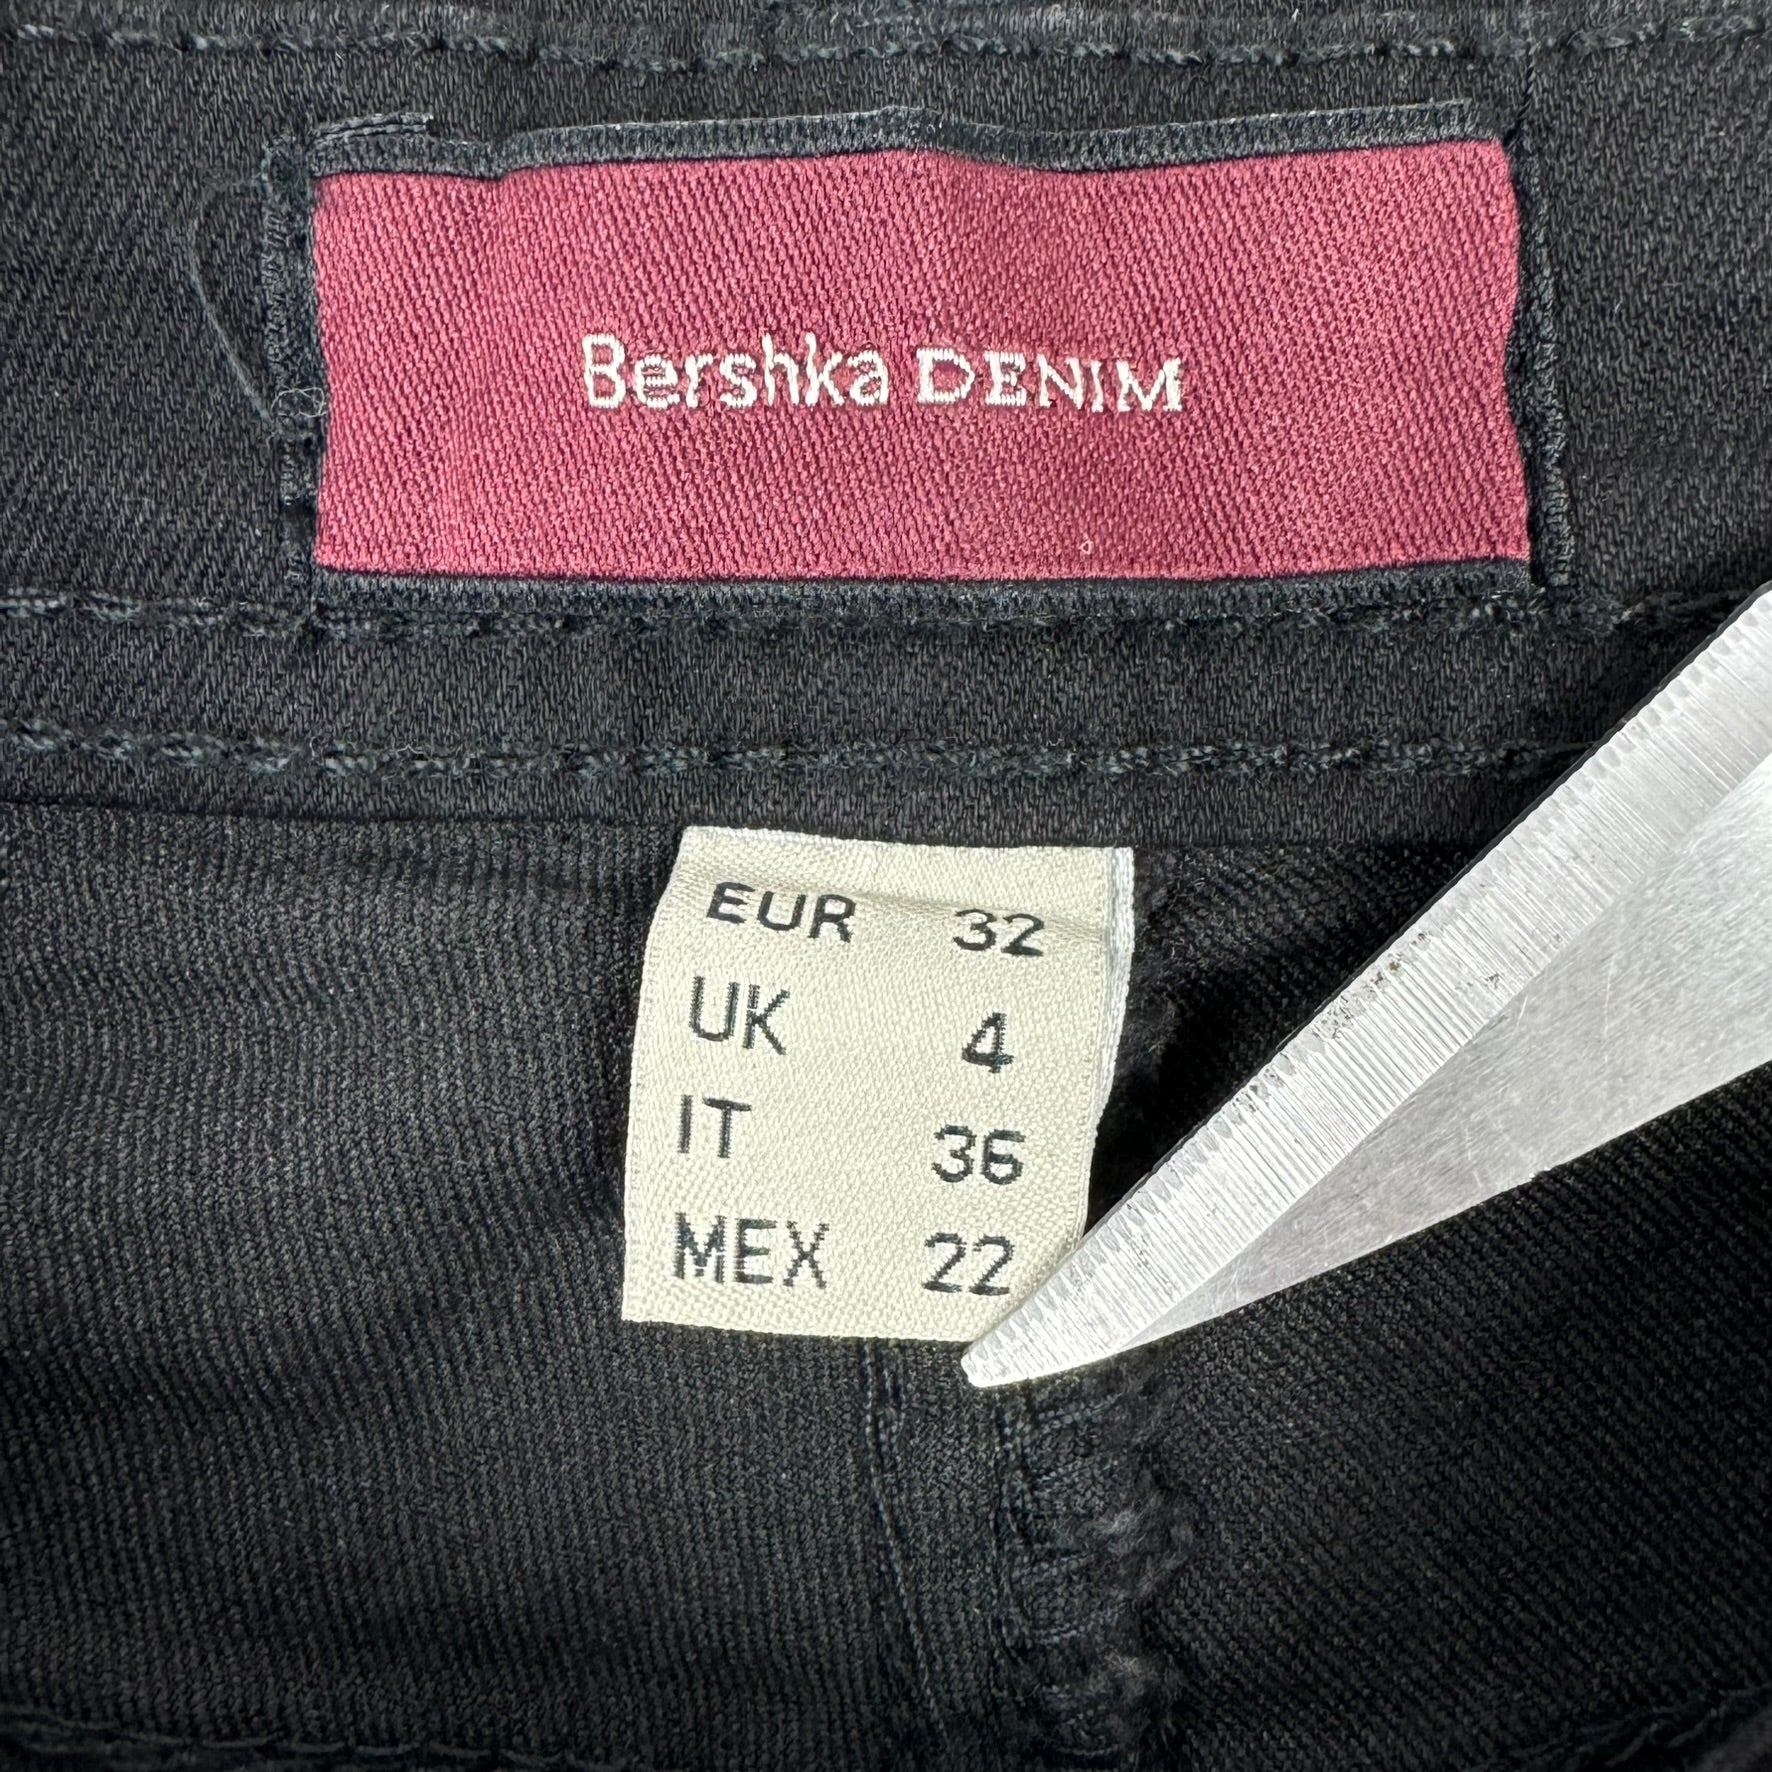 Bershka DENIM
EUR 32
UK 4
IT 36
MEX 22